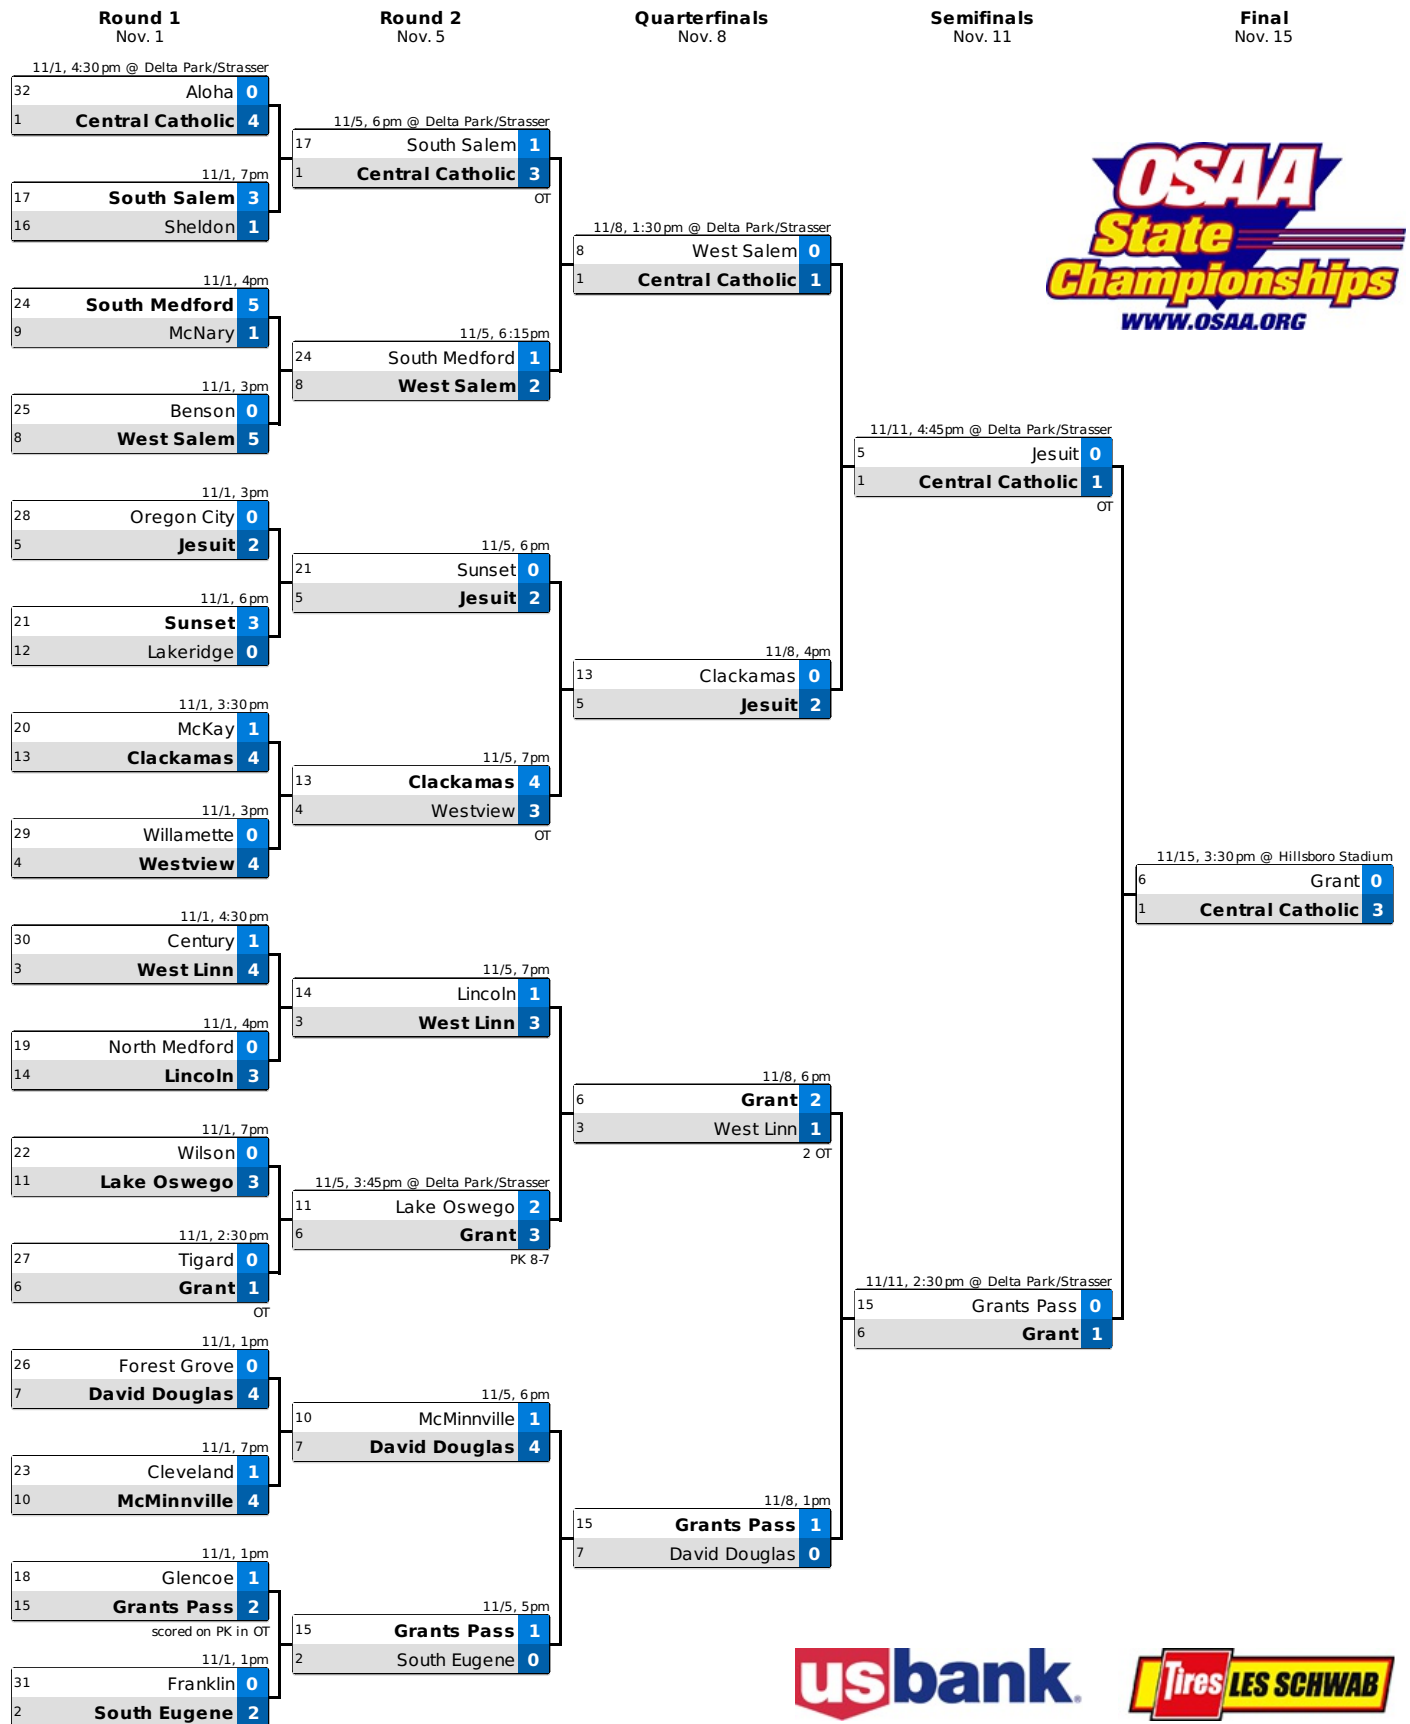 Round 1
Nov. 1
Round 2
Nov. 5
Quarterfinals
Nov. 8
Semifinals
Nov. 11
Final
Nov. 15
11/1, 4:30pm @ Delta Park/Strasser
32 Aloha 0
1 Central Catholic 4
11/1, 7pm
17 South Salem 3
16 Sheldon 1
11/1, 4pm
24 South Medford 5
9 McNary 1
11/1, 3pm
25 Benson 0
8 West Salem 5
11/1, 3pm
28 Oregon City 0
5 Jesuit 2
11/1, 6pm
21 Sunset 3
12 Lakeridge 0
11/1, 3:30pm
20 McKay 1
13 Clackamas 4
11/1, 3pm
29 Willamette 0
4 Westview 4
11/1, 4:30pm
30 Century 1
3 West Linn 4
11/1, 4pm
19 North Medford 0
14 Lincoln 3
11/1, 7pm
22 Wilson 0
11 Lake Oswego 3
11/1, 2:30pm
27 Tigard 0
6 Grant 1
OT
11/1, 1pm
26 Forest Grove 0
7 David Douglas 4
11/1, 7pm
23 Cleveland 1
10 McMinnville 4
11/1, 1pm
18 Glencoe 1
15 Grants Pass 2
scored on PK in OT
11/1, 1pm
31 Franklin 0
2 South Eugene 2
11/5, 6pm @ Delta Park/Strasser
17 South Salem 1
1 Central Catholic 3
OT
11/5, 6:15pm
24 South Medford 1
8 West Salem 2
11/5, 6pm
21 Sunset 0
5 Jesuit 2
11/5, 7pm
13 Clackamas 4
4 Westview 3
OT
11/5, 7pm
14 Lincoln 1
3 West Linn 3
11/5, 3:45pm @ Delta Park/Strasser
11 Lake Oswego 2
6 Grant 3
PK 8-7
11/5, 6pm
10 McMinnville 1
7 David Douglas 4
11/5, 5pm
15 Grants Pass 1
2 South Eugene 0
11/8, 1:30pm @ Delta Park/Strasser
8 West Salem 0
1 Central Catholic 1
11/8, 4pm
13 Clackamas 0
5 Jesuit 2
11/8, 6pm
6 Grant 2
3 West Linn 1
2 OT
11/8, 1pm
15 Grants Pass 1
7 David Douglas 0
11/11, 4:45pm @ Delta Park/Strasser
5 Jesuit 0
1 Central Catholic 1
OT
11/11, 2:30pm @ Delta Park/Strasser
15 Grants Pass 0
6 Grant 1
11/15, 3:30pm @ Hillsboro Stadium
6 Grant 0
1 Central Catholic 3
OSAA
State
Championships
WWW.OSAA.ORG
usbank.
Tires LES SCHWAB